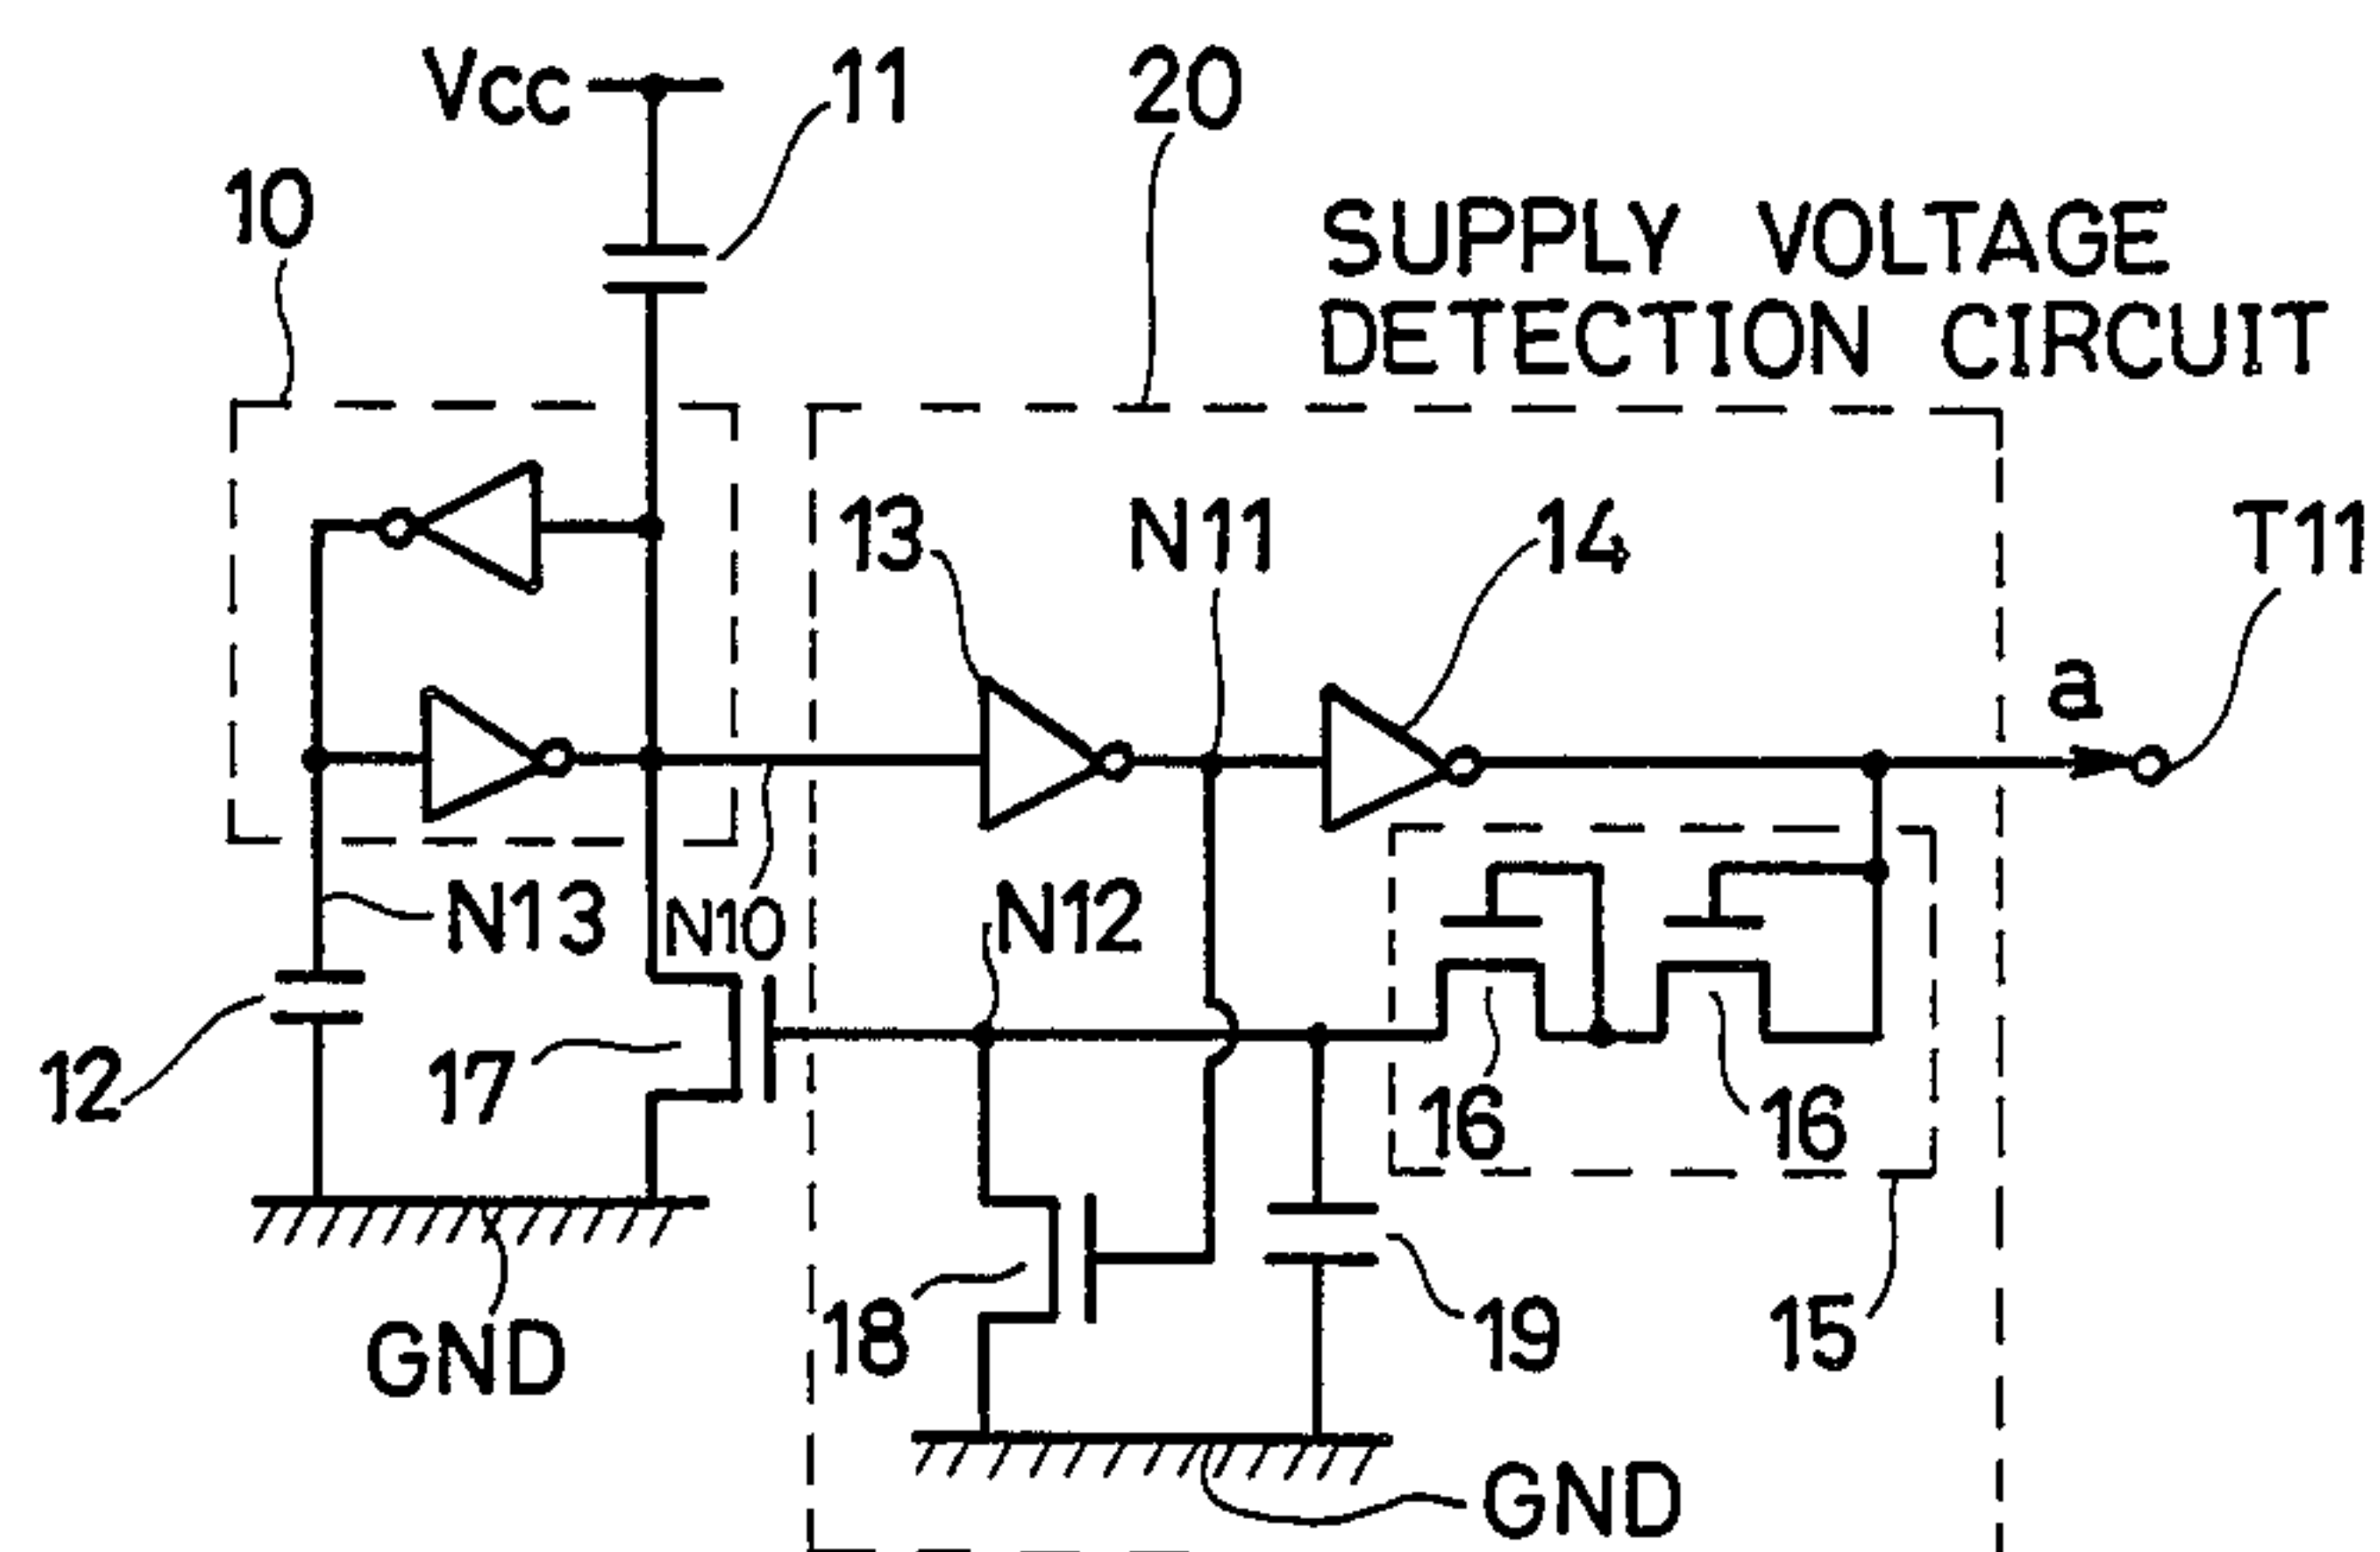 Vcc
11
20
10
SUPPLY VOLTAGE
DETECTION CIRCUIT
13
N11
14
T11
a
N13
N10
N12
12
17
16
16
18
19
15
GND
GND